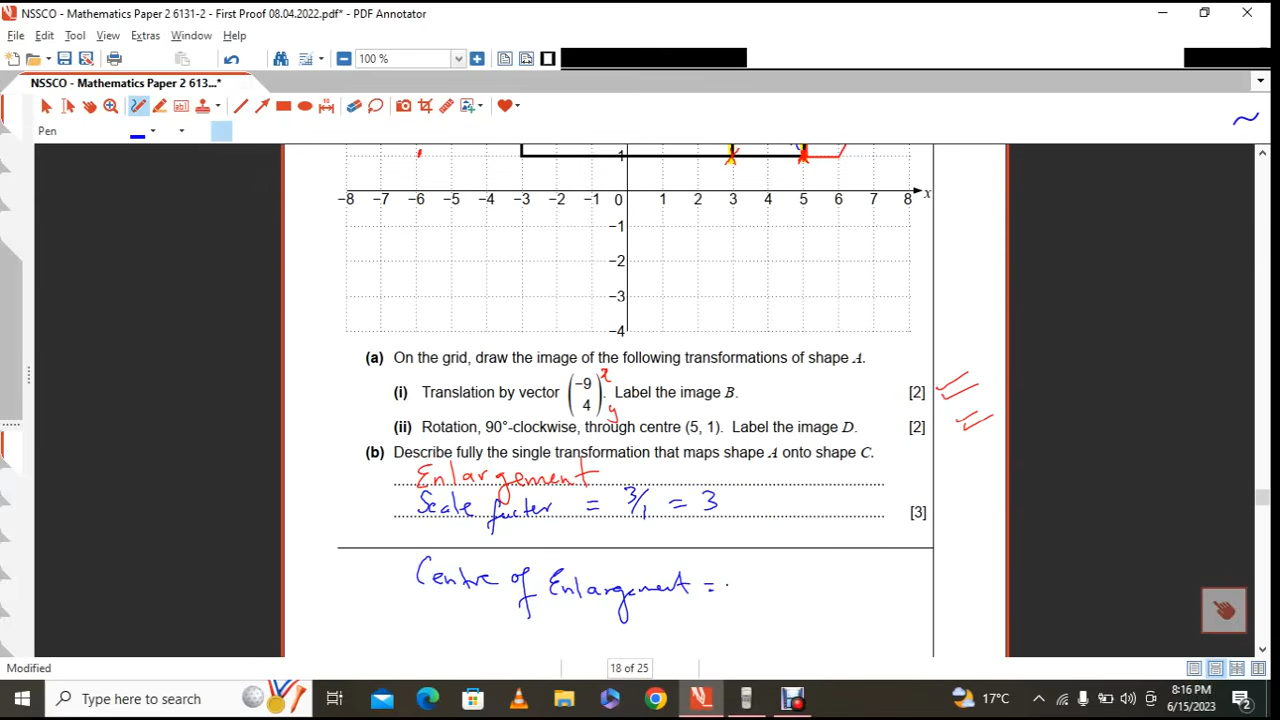 NSSCO - Mathematics Paper 2 6131-2 - First Proof 08.04.2022.pdf* - PDF Annotator
File Edit Tool View Extras Window Help
100 %
NSSCO - Mathematics Paper 2 613...*
Pen
1
-8 -7 -6 -5 -4 -3 -2 -1 0 1 2 3 4 5 6 7 8 x
-1
-2
-3
-4
(a) On the grid, draw the image of the following transformations of shape A.
(i) Translation by vector (-9 4). Label the image B. [2]
x
y
(ii) Rotation, 90°-clockwise, through centre (5, 1). Label the image D. [2]
(b) Describe fully the single transformation that maps shape A onto shape C.
Enlargement
Scale factor = 3/1 = 3
[3]
Centre of Enlargement =
Modified 18 of 25
Type here to search 17°C 8:16 PM
6/15/2023
2